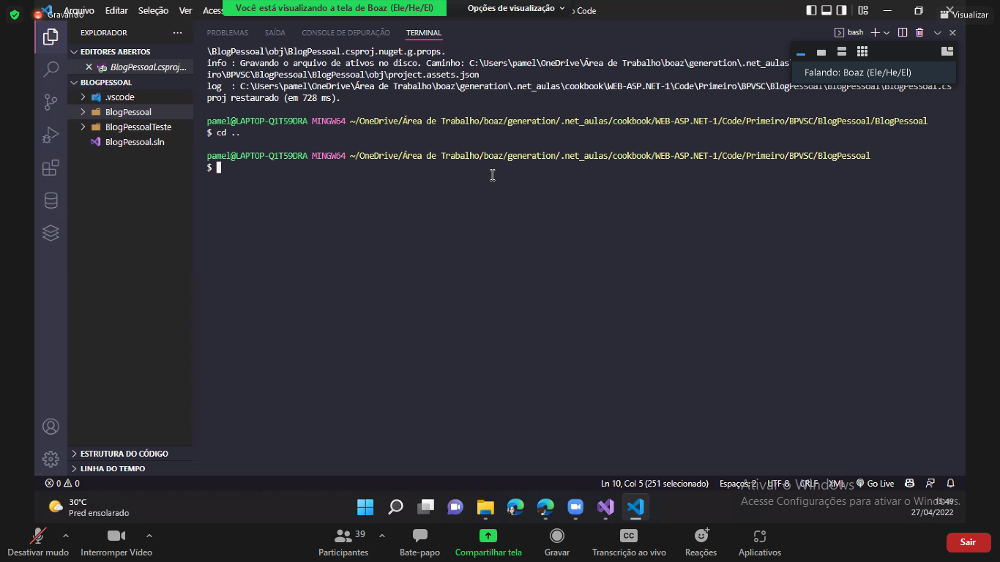 Gravando
Arquivo Editar Seleção Ver
Você está visualizando a tela de Boaz (Ele/He/El)
Opções de visualização
Code
Visualizar
EXPLORADOR ...
PROBLEMAS SAÍDA CONSOLE DE DEPURAÇÃO TERMINAL
bash
EDITORES ABERTOS
BlogPessoal.csproj...
BLOGPESSOAL
.vscode
BlogPessoal
BlogPessoalTeste
BlogPessoal.sln
Falando: Boaz (Ele/He/El)
\BlogPessoal\obj\BlogPessoal.csproj.nuget.g.props.
info : Gravando o arquivo de ativos no disco. Caminho: C:\Users\pamel\OneDrive\Área de Trabalho\boaz\generation\.net_aulas
iro\BPVSC\BlogPessoal\BlogPessoal\obj\project.assets.json
log : C:\Users\pamel\OneDrive\Área de Trabalho\boaz\generation\.net_aulas\cookbook\WEB-ASP.NET-1\Code\Primeiro\BPVSC\BlogPessoal\BlogPessoal\BlogPessoal.cs
proj restaurado (em 728 ms).
pamel@LAPTOP-Q1T59DRA MINGW64 ~/OneDrive/Área de Trabalho/boaz/generation/.net_aulas/cookbook/WEB-ASP.NET-1/Code/Primeiro/BPVSC/BlogPessoal/BlogPessoal
$ cd ..
pamel@LAPTOP-Q1T59DRA MINGW64 ~/OneDrive/Área de Trabalho/boaz/generation/.net_aulas/cookbook/WEB-ASP.NET-1/Code/Primeiro/BPVSC/BlogPessoal
$
ESTRUTURA DO CÓDIGO
LINHA DO TEMPO
0 0
Ln 10, Col 5 (251 selecionado) Espaços: 2 UTF-8 CRLF XML Go Live
Ativar o Windows
Acesse Configurações para ativar o Windows.
30°C
Pred ensolarado
15:49
27/04/2022
Desativar mudo
Interromper Vídeo
39
Participantes
Bate-papo
Compartilhar tela
Gravar
CC
Transcrição ao vivo
Reações
Aplicativos
Sair